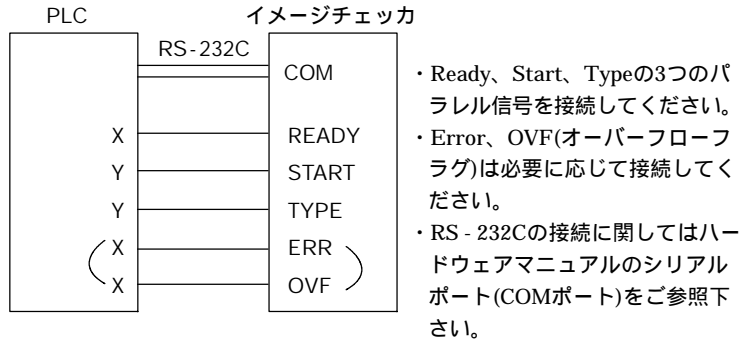 PLC
イメージチェッカ
RS-232C
COM
X
READY
Y
START
Y
TYPE
X
ERR
X
OVF
・Ready、Start、Typeの3つのパ
ラレル信号を接続してください。
・Error、OVF(オーバーフローフ
ラグ)は必要に応じて接続してく
ださい。
・RS - 232Cの接続に関してはハー
ドウェアマニュアルのシリアル
ポート(COMポート)をご参照下
さい。